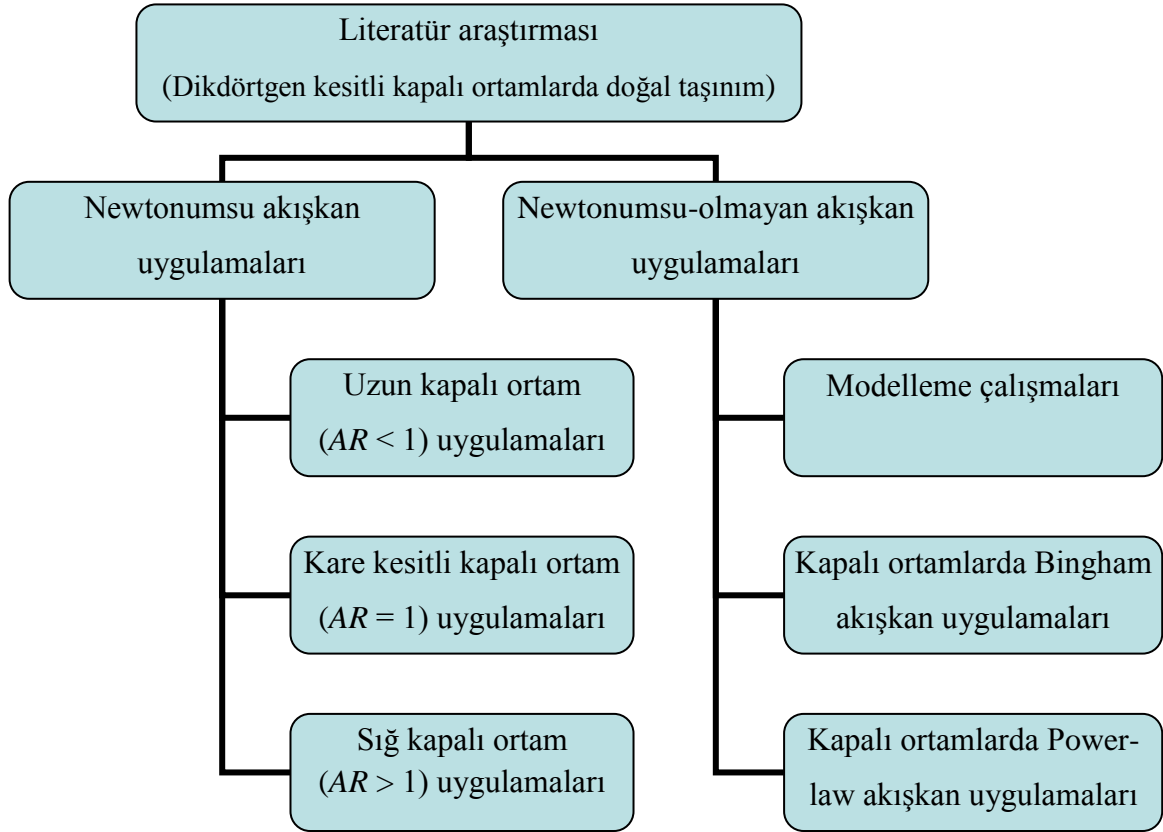 Literatür araştırması
(Dikdörtgen kesitli kapalı ortamlarda doğal taşınım)
Newtonumsu akışkan
uygulamaları
Uzun kapalı ortam
(AR < 1) uygulamaları
Kare kesitli kapalı ortam
(AR = 1) uygulamaları
Sığ kapalı ortam
(AR > 1) uygulamaları
Newtonumsu-olmayan akışkan
uygulamaları
Modelleme çalışmaları
Kapalı ortamlarda Bingham
akışkan uygulamaları
Kapalı ortamlarda Power-
law akışkan uygulamaları